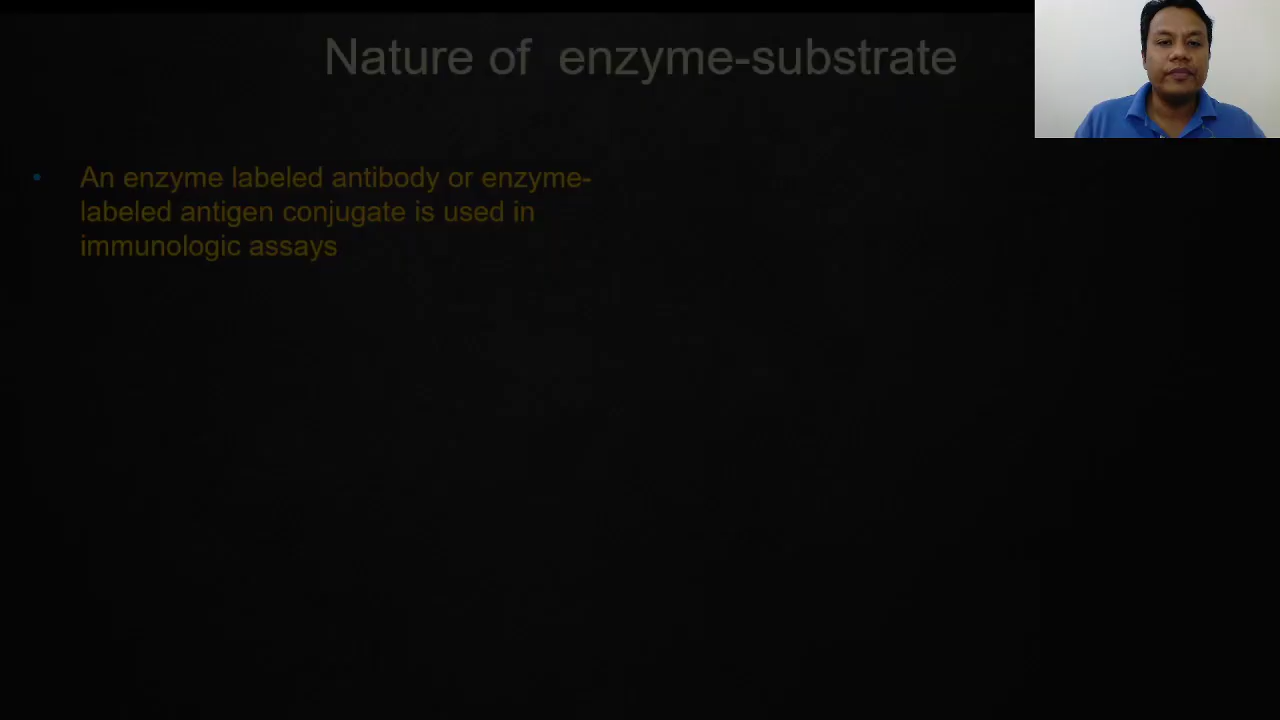 Nature of enzyme-substrate
• An enzyme labeled antibody or enzyme-
labeled antigen conjugate is used in
immunologic assays